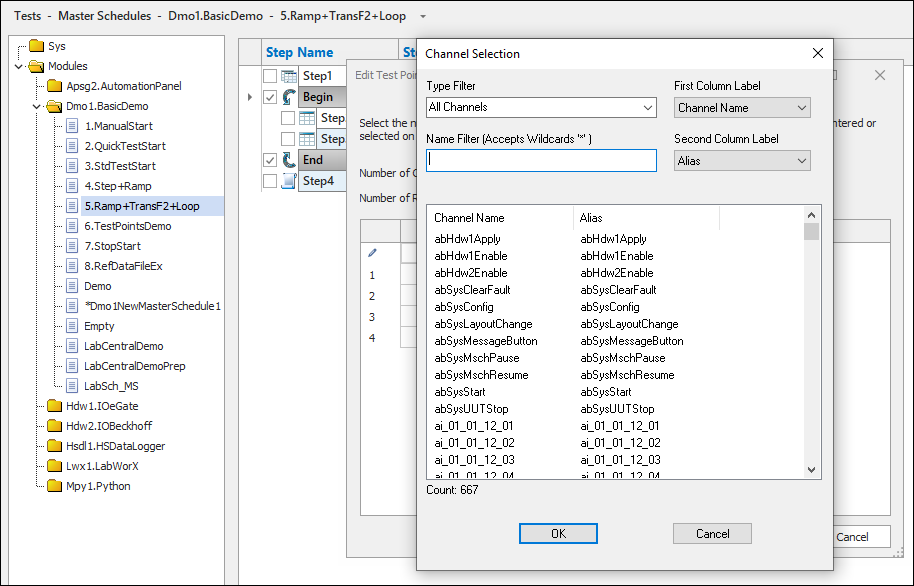 Tests - Master Schedules - Dmo1.BasicDemo - 5.Ramp+TransF2+Loop
Sys
Modules
Apsg2.AutomationPanel
Dmo1.BasicDemo
1.ManualStart
2.QuickTestStart
3.StdTestStart
4.Step+Ramp
5.Ramp+TransF2+Loop
6.TestPointsDemo
7.StopStart
8.RefDataFileEx
Demo
*Dmo1NewMasterSchedule1
Empty
LabCentralDemo
LabCentralDemoPrep
LabSch_MS
Hdw1.IOeGate
Hdw2.IOBeckhoff
Hsdl1.HSDataLogger
Lwx1.LabWorX
Mpy1.Python
Step Name
Step1
Begin
Step
Step
End
Step4
Edit Test Poi
Select the n
selected on
ntered or
Number of
Number of
1
2
3
4
Cancel
Channel Selection
Type Filter
First Column Label
All Channels
Channel Name
Name Filter (Accepts Wildcards '*' )
Second Column Label
Alias
Channel Name Alias
abHdw1Apply abHdw1Apply
abHdw1Enable abHdw1Enable
abHdw2Enable abHdw2Enable
abSysClearFault abSysClearFault
abSysConfig abSysConfig
abSysLayoutChange abSysLayoutChange
abSysMessageButton abSysMessageButton
abSysMschPause abSysMschPause
abSysMschResume abSysMschResume
abSysStart abSysStart
abSysUUTStop abSysUUTStop
ai_01_01_12_01 ai_01_01_12_01
ai_01_01_12_02 ai_01_01_12_02
ai_01_01_12_03 ai_01_01_12_03
ai_01_01_12_04 ai_01_01_12_04
Count: 667
OK
Cancel